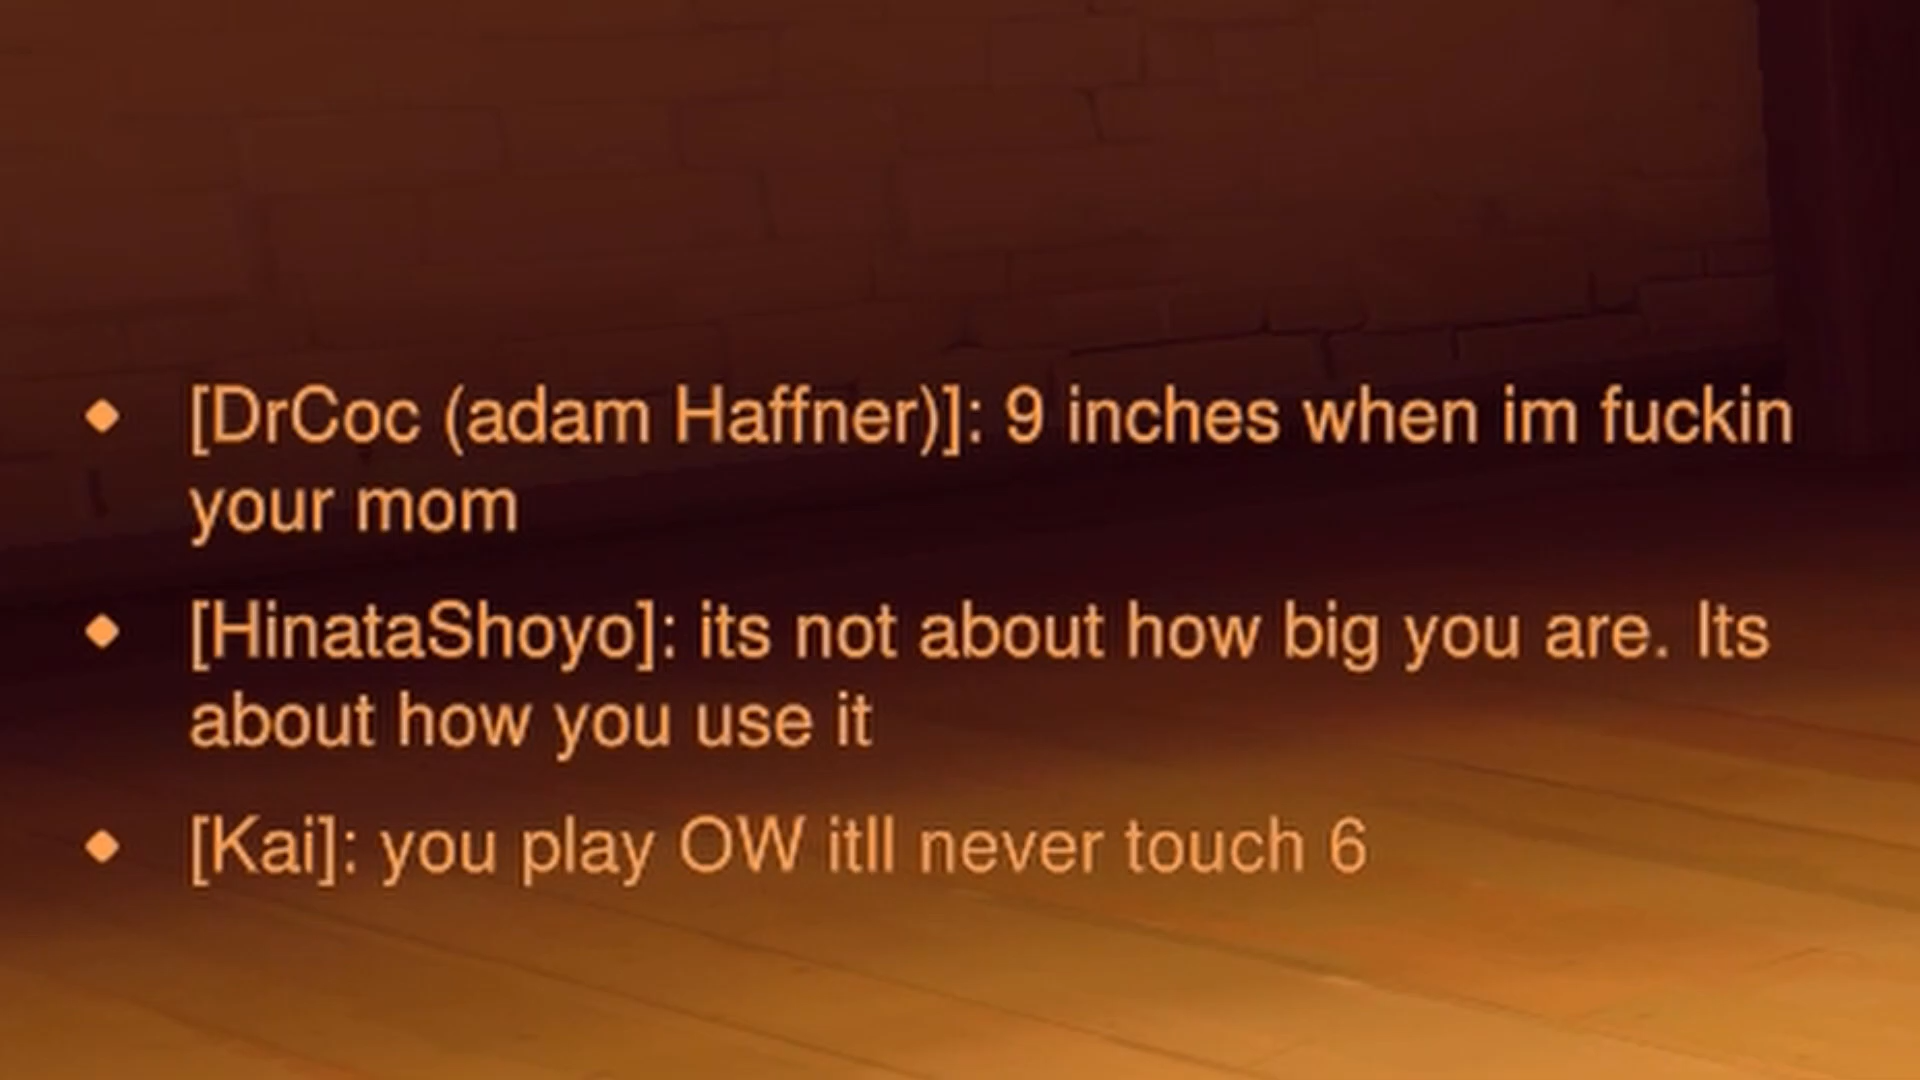 [DrCoc (adam Haffner)]: 9 inches when im fuckin
your mom
[HinataShoyo]: its not about how big you are. Its
about how you use it
[Kai]: you play OW itll never touch 6